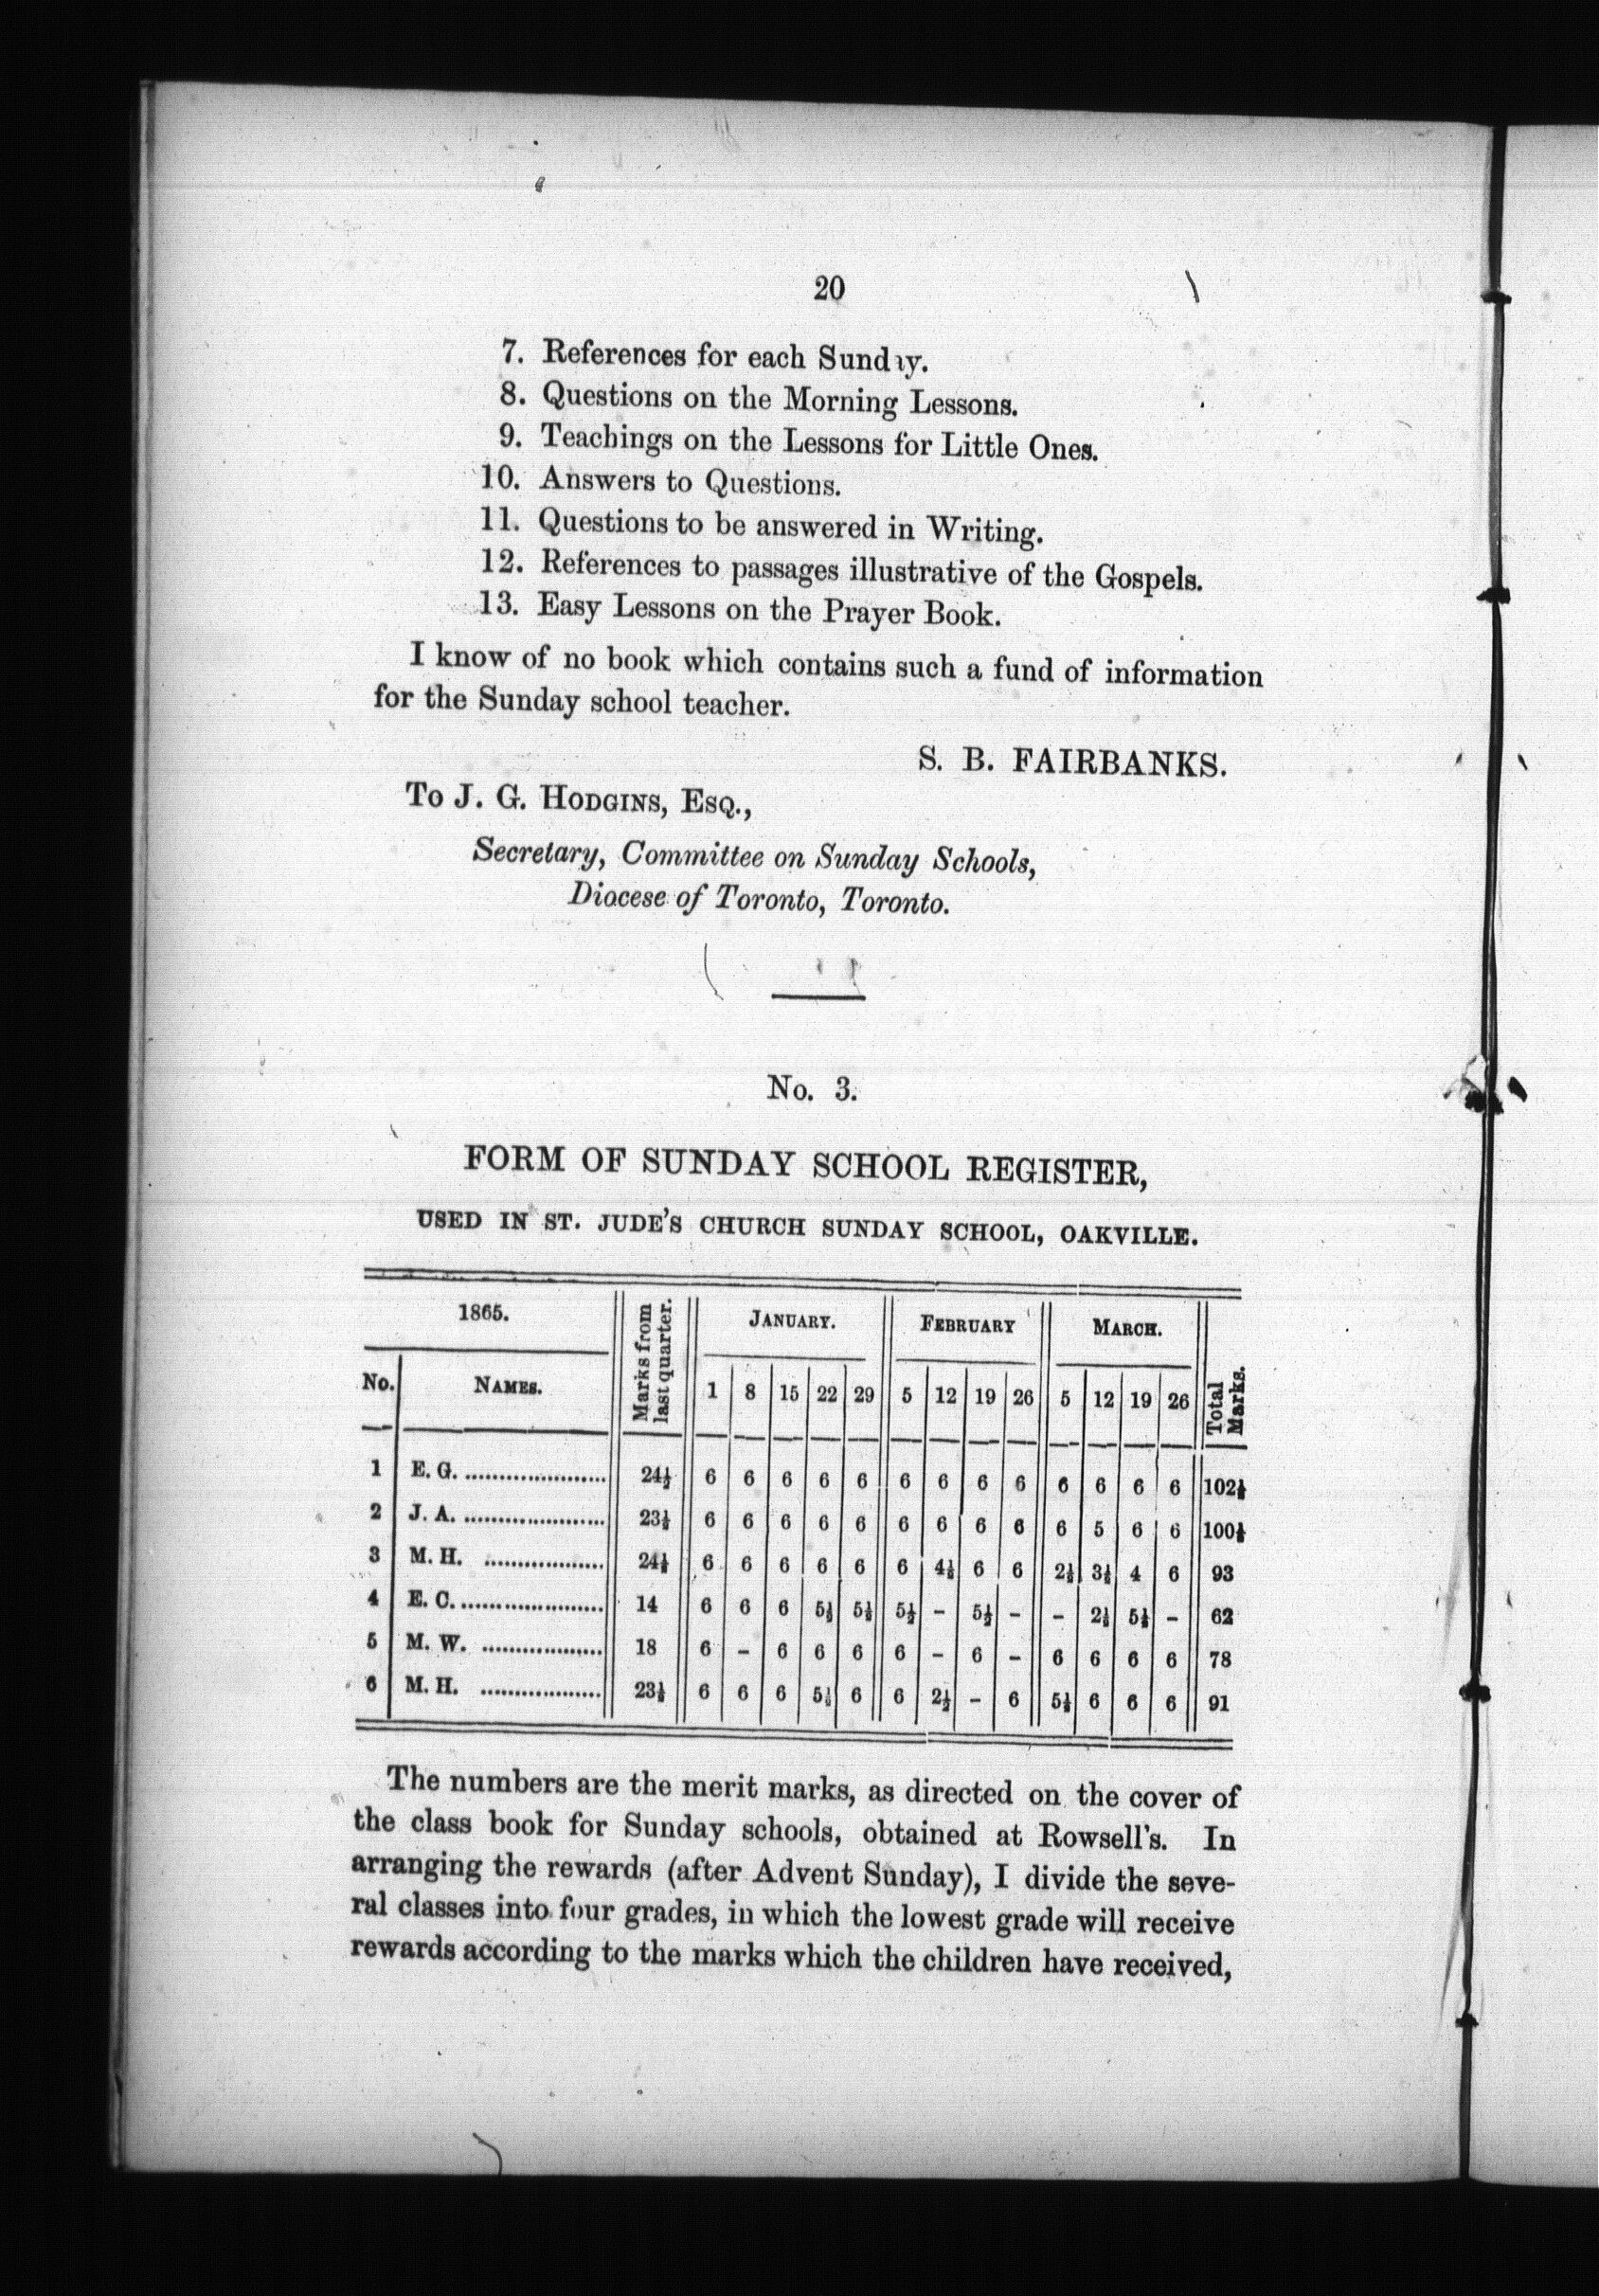 20
7. References for each Sunday.
8. Questions on the Morning Lessons.
9. Teachings on the Lessons for Little Ones.
10. Answers to Questions.
11. Questions to be answered in Writing.
12. References to passages illustrative of the Gospels.
13. Easy Lessons on the Prayer Book.
I know of no book which contains such a fund of information
for the Sunday school teacher.
S. B. FAIRBANKS.
To J. G. HODGINS, ESQ.,
Secretary, Committee on Sunday Schools,
Diocese of Toronto, Toronto.
No. 3.
FORM OF SUNDAY SCHOOL REGISTER,
USED IN ST. JUDE'S CHURCH SUNDAY SCHOOL, OAKVILLE.
1865. Marks from last quarter. JANUARY. FEBRUARY MARCH. Total Marks.
No. NAMES. 1 8 15 22 29 5 12 19 26 5 12 19 26
1 E. G. ..................... 24½ 6 6 6 6 6 6 6 6 6 6 6 6 6 102½
2 J. A. ..................... 23½ 6 6 6 6 6 6 6 6 6 6 5 6 6 100½
3 M. H. .................. 24½ 6 6 6 6 6 6 4½ 6 6 2½ 3½ 4 6 93
4 E. C. ..................... 14 6 6 6 5½ 5½ 5½ – 5½ – – 2½ 5½ – 62
5 M. W. .................. 18 6 – 6 6 6 6 – 6 – 6 6 6 6 78
6 M. H. .................. 23½ 6 6 6 5½ 6 6 2½ – 6 5½ 6 6 6 91
The numbers are the merit marks, as directed on the cover of
the class book for Sunday schools, obtained at Rowsell's. In
arranging the rewards (after Advent Sunday), I divide the seve-
ral classes into four grades, in which the lowest grade will receive
rewards according to the marks which the children have received,